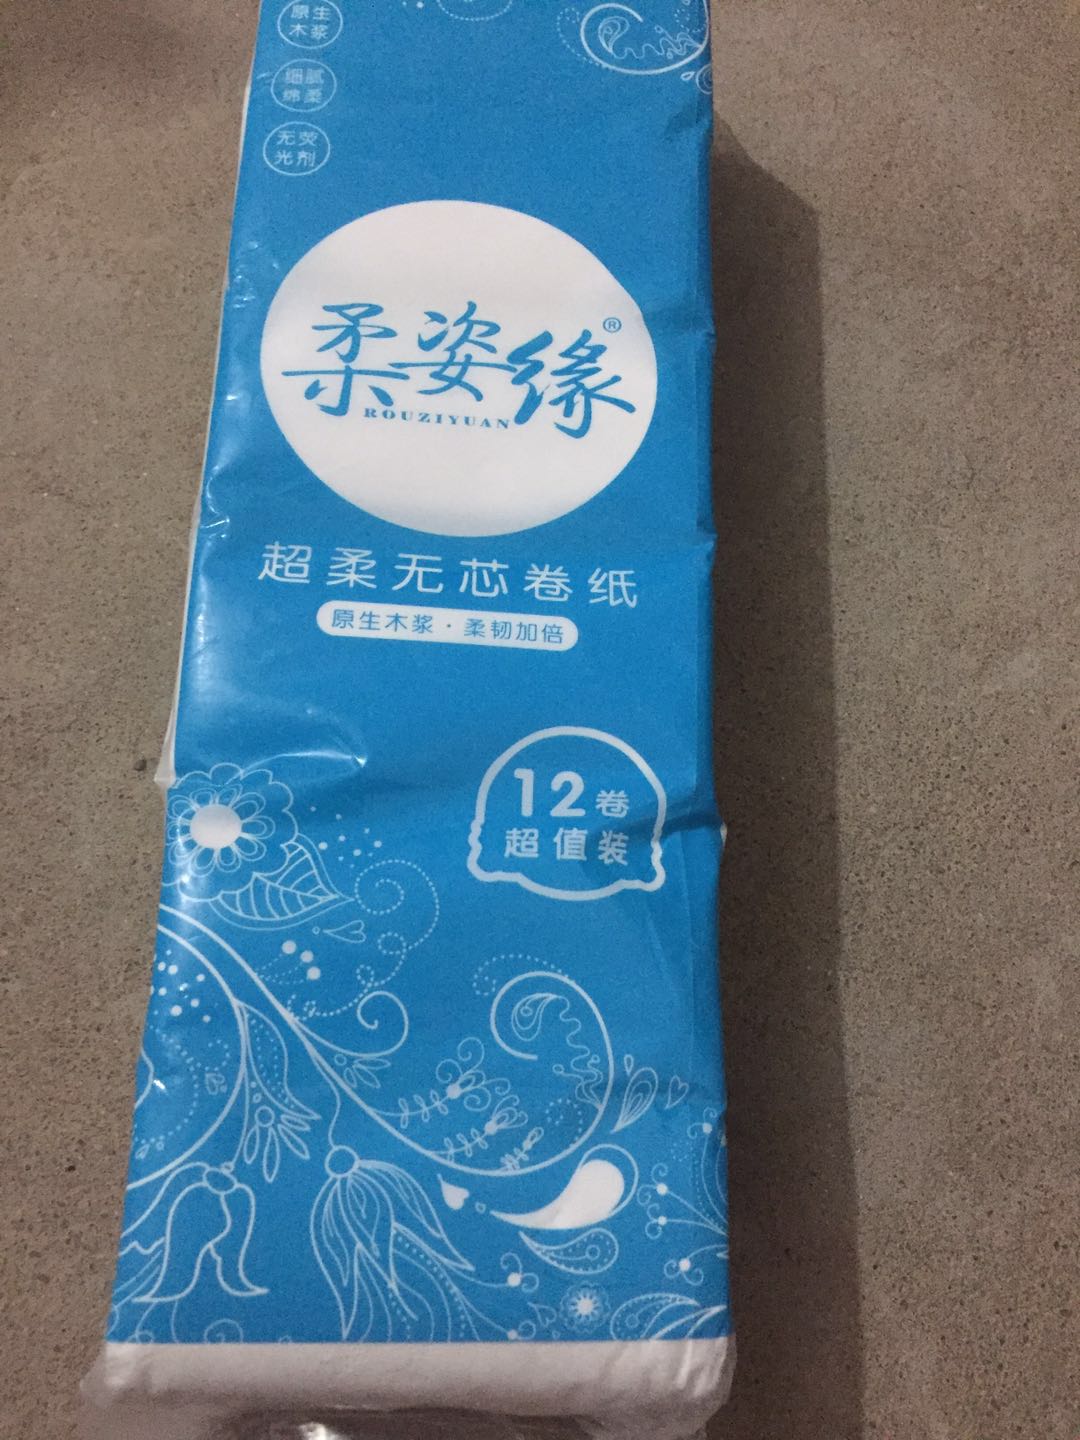 原生
木浆
细腻
绵柔
无荧
光剂
柔姿缘®
ROUZIYUAN
超柔无芯卷纸
原生木浆·柔韧加倍
12卷
超值装